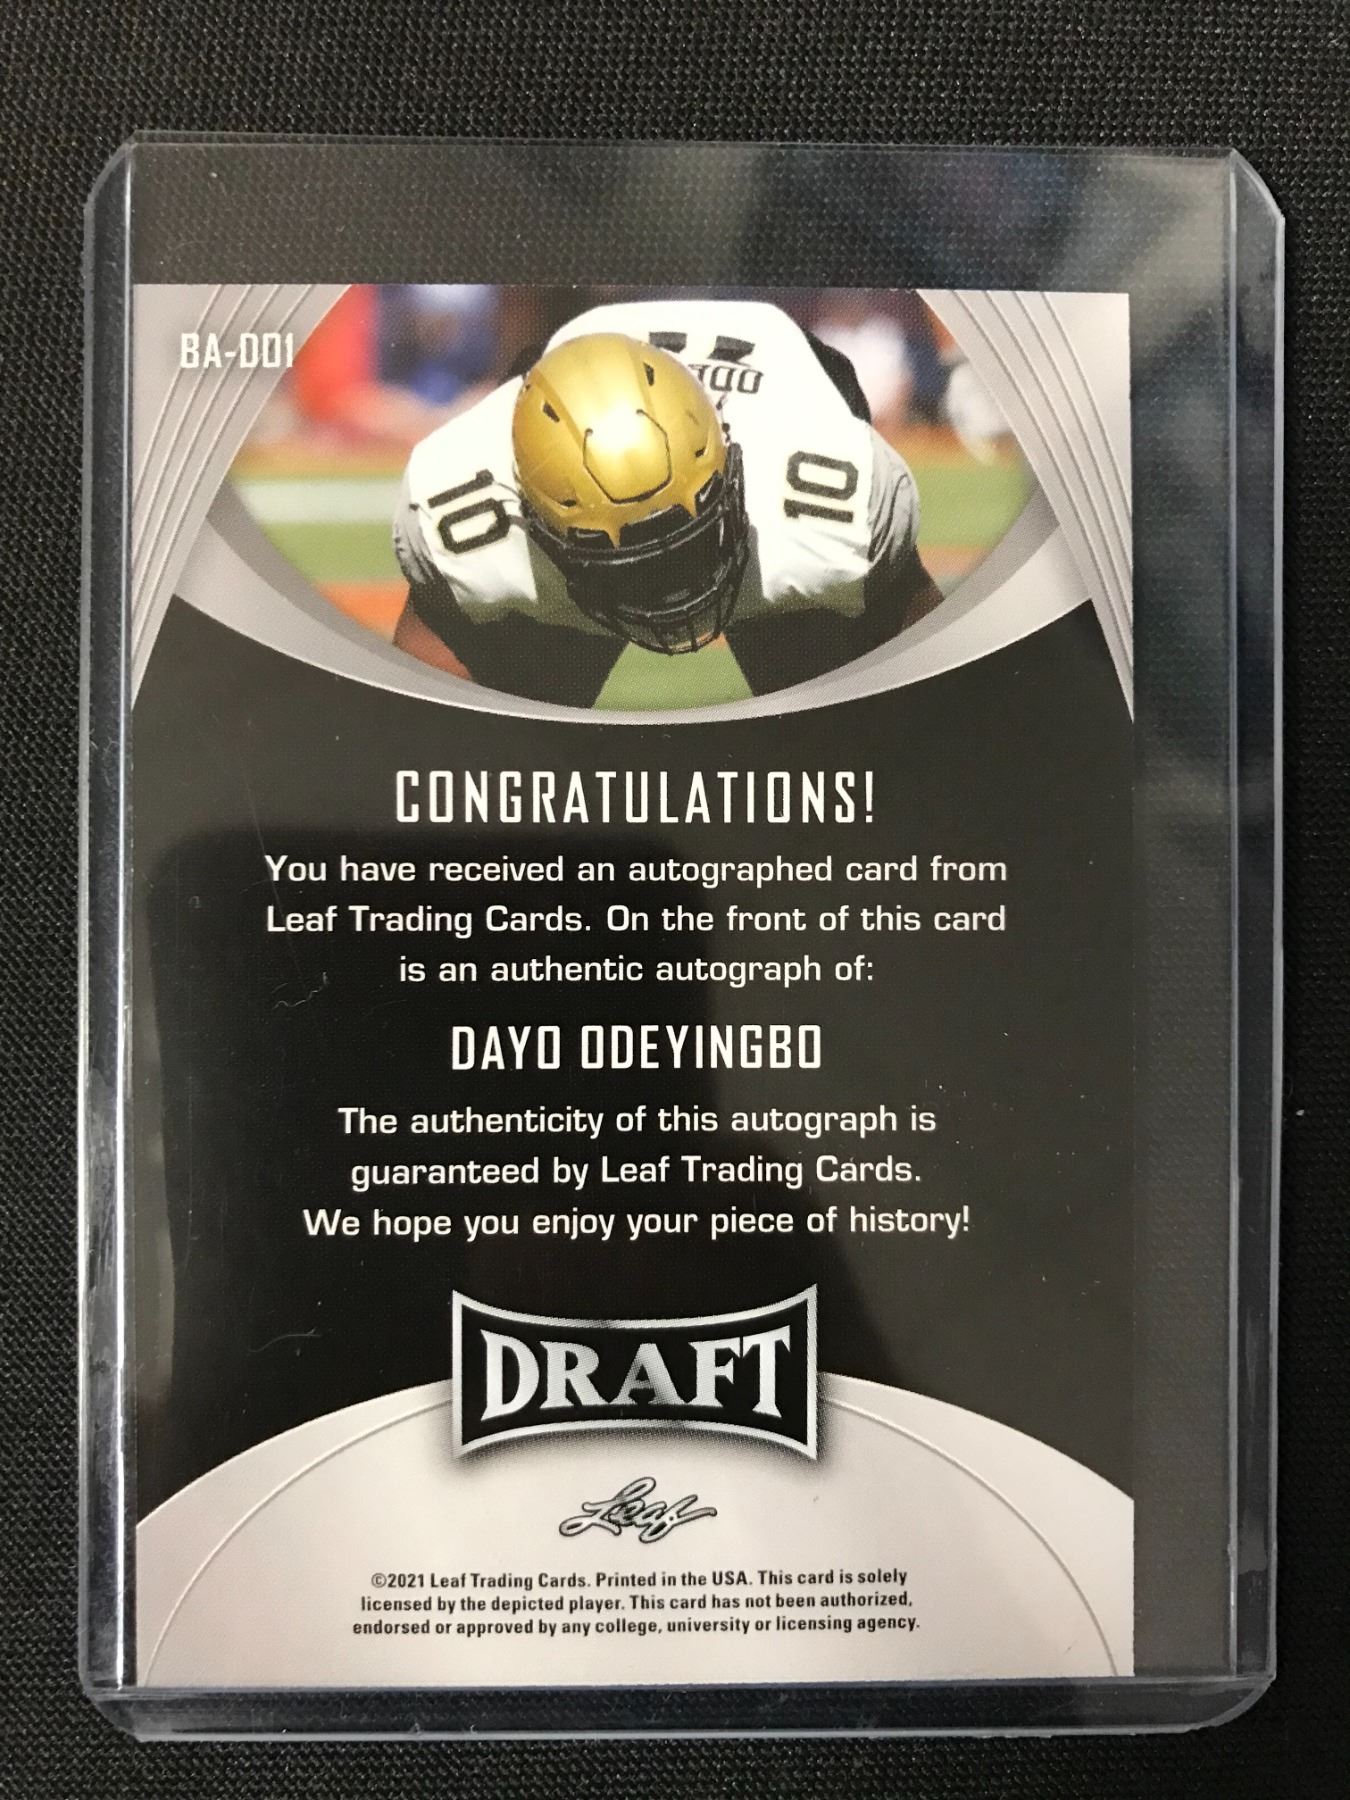 BA-DO1
ODE
10 10
CONGRATULATIONS!
You have received an autographed card from
Leaf Trading Cards. On the front of this card
is an authentic autograph of:
DAYO ODEYINGBO
The authenticity of this autograph is
guaranteed by Leaf Trading Cards.
We hope you enjoy your piece of history!
DRAFT
Leaf
©2021 Leaf Trading Cards. Printed in the USA. This card is solely
licensed by the depicted player. This card has not been authorized,
endorsed or approved by any college, university or licensing agency.